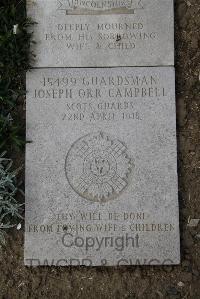 LINCOLNSHIRE
DEEPLY MOURNED
FROM HIS SORROWING
WIFE & CHILD
15499 GUARDSMAN
JOSEPH ORR CAMPBELL
SCOTS GUARDS
22ND APRIL 1918
THY WILL BE DONE
FROM LOVING WIFE & CHILDREN
Copyright
TWGPP & CWGC